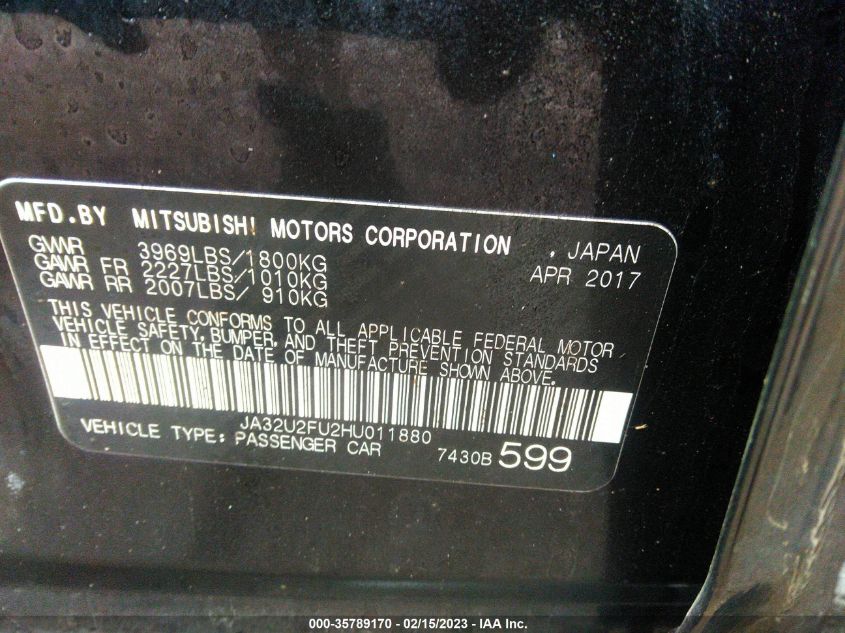 MFD.BY MITSUBISHI MOTORS CORPORATION , JAPAN
GVWR 3969LBS/1800KG APR 2017
GAWR FR 2227LBS/1010KG
GAWR RR 2007LBS/ 910KG
THIS VEHICLE CONFORMS TO ALL APPLICABLE FEDERAL MOTOR
VEHICLE SAFETY, BUMPER, AND THEFT PREVENTION STANDARDS
IN EFFECT ON THE DATE OF MANUFACTURE SHOWN ABOVE.
JA32U2FU2HU011880
VEHICLE TYPE: PASSENGER CAR 7430B 599
000-35789170 - 02/15/2023 - IAA Inc.